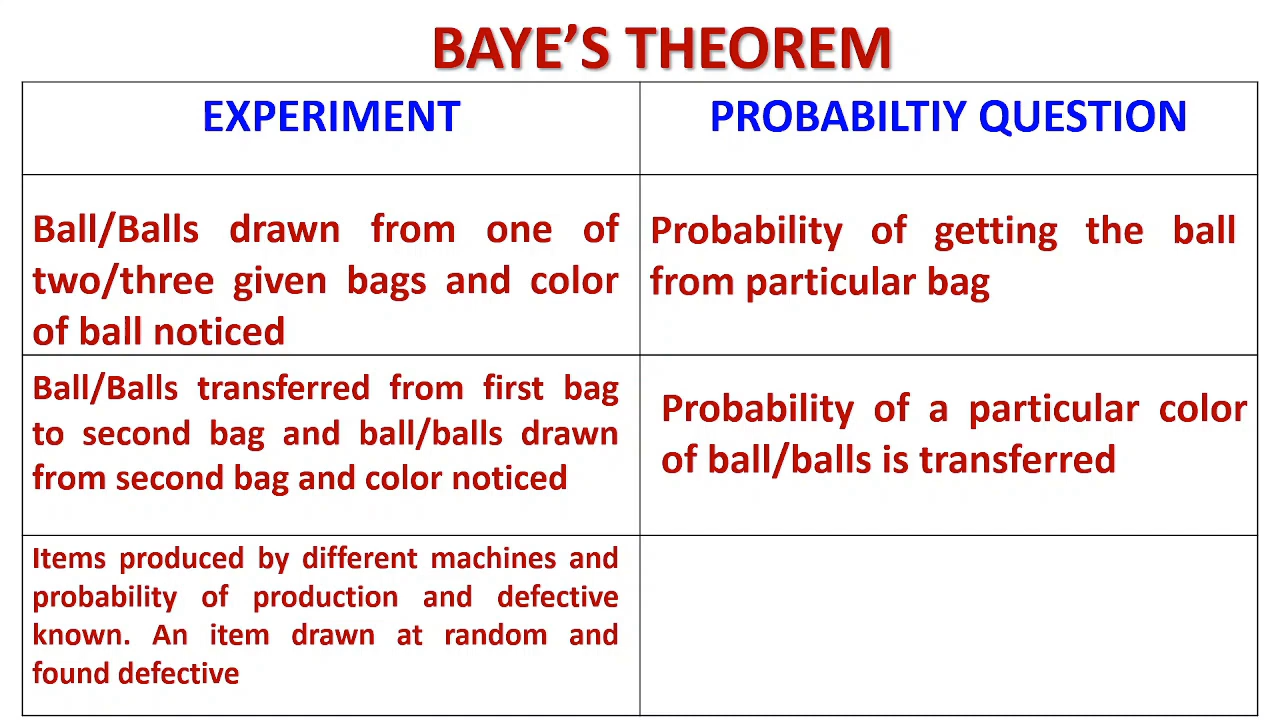 BAYE’S THEOREM
EXPERIMENT
PROBABILTIY QUESTION
Ball/Balls drawn from one of
two/three given bags and color
of ball noticed
Probability of getting the ball
from particular bag
Ball/Balls transferred from first bag
to second bag and ball/balls drawn
from second bag and color noticed
Probability of a particular color
of ball/balls is transferred
Items produced by different machines and
probability of production and defective
known. An item drawn at random and
found defective